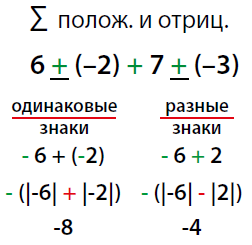 ∑ полож. и отриц.
6 + (–2) + 7 + (–3)
одинаковые знаки
- 6 + (-2)
- (|-6| + |-2|)
-8
разные знаки
- 6 + 2
- (|-6| - |2|)
-4